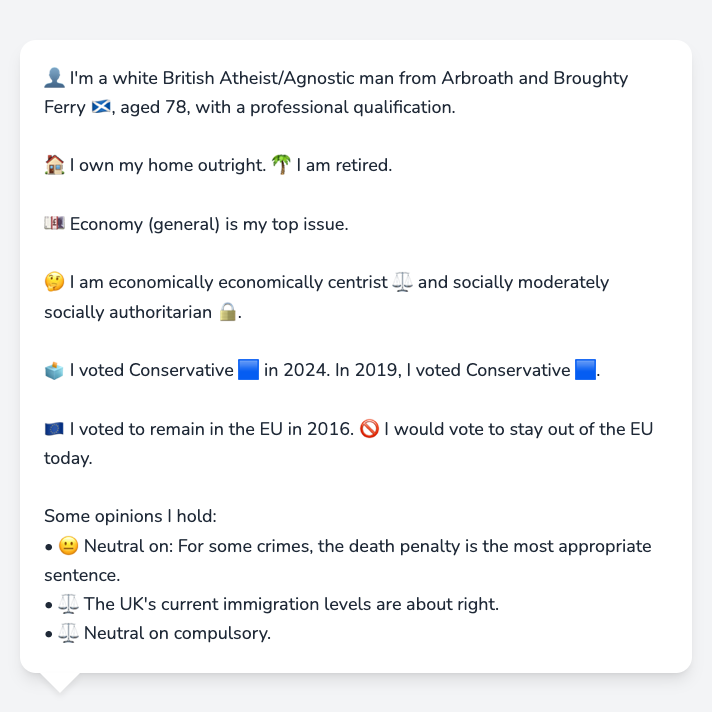 👤 I'm a white British Atheist/Agnostic man from Arbroath and Broughty
Ferry 🏴󠁧󠁢󠁳󠁣󠁴󠁿, aged 78, with a professional qualification.
🏠 I own my home outright. 🌴 I am retired.
💷 Economy (general) is my top issue.
🤔 I am economically economically centrist ⚖️ and socially moderately
socially authoritarian 🔒.
🗳️ I voted Conservative 🟦 in 2024. In 2019, I voted Conservative 🟦.
🇪🇺 I voted to remain in the EU in 2016. 🚫 I would vote to stay out of the EU
today.
Some opinions I hold:
• 😐 Neutral on: For some crimes, the death penalty is the most appropriate
sentence.
• ⚖️ The UK's current immigration levels are about right.
• ⚖️ Neutral on compulsory.